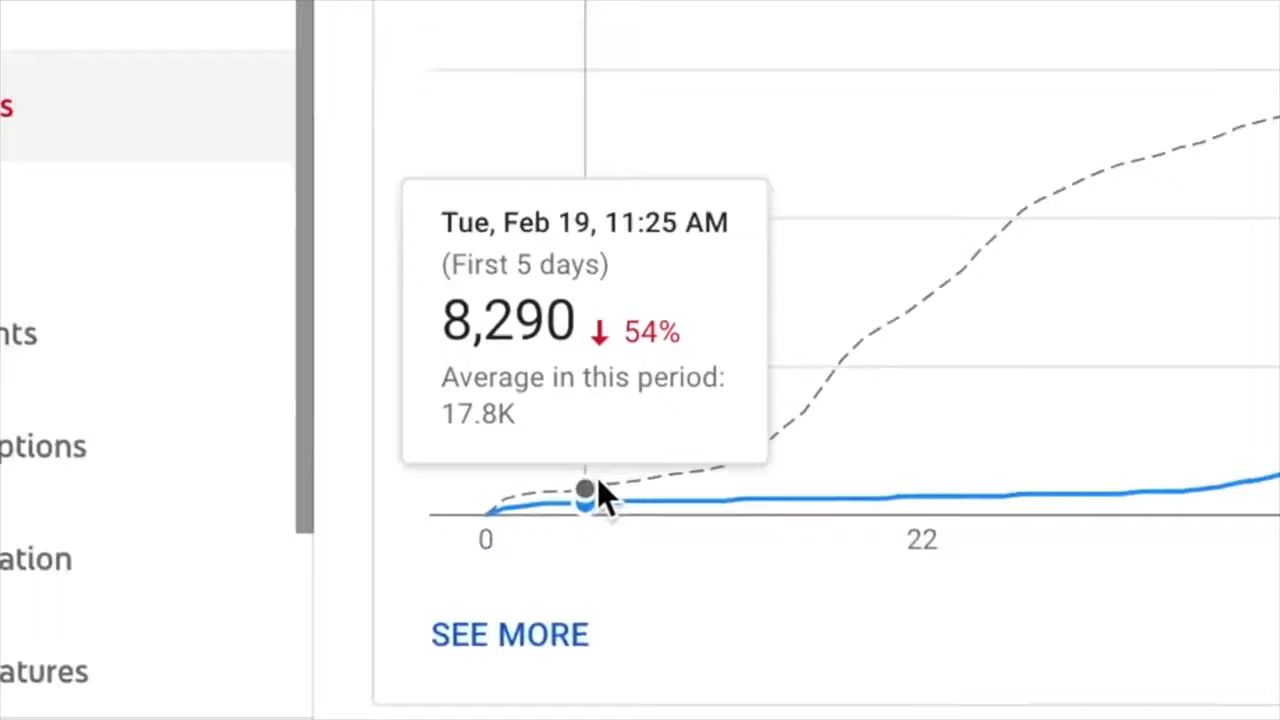 s
nts
ptions
ation
atures
Tue, Feb 19, 11:25 AM
(First 5 days)
8,290 ↓ 54%
Average in this period:
17.8K
0
22
SEE MORE